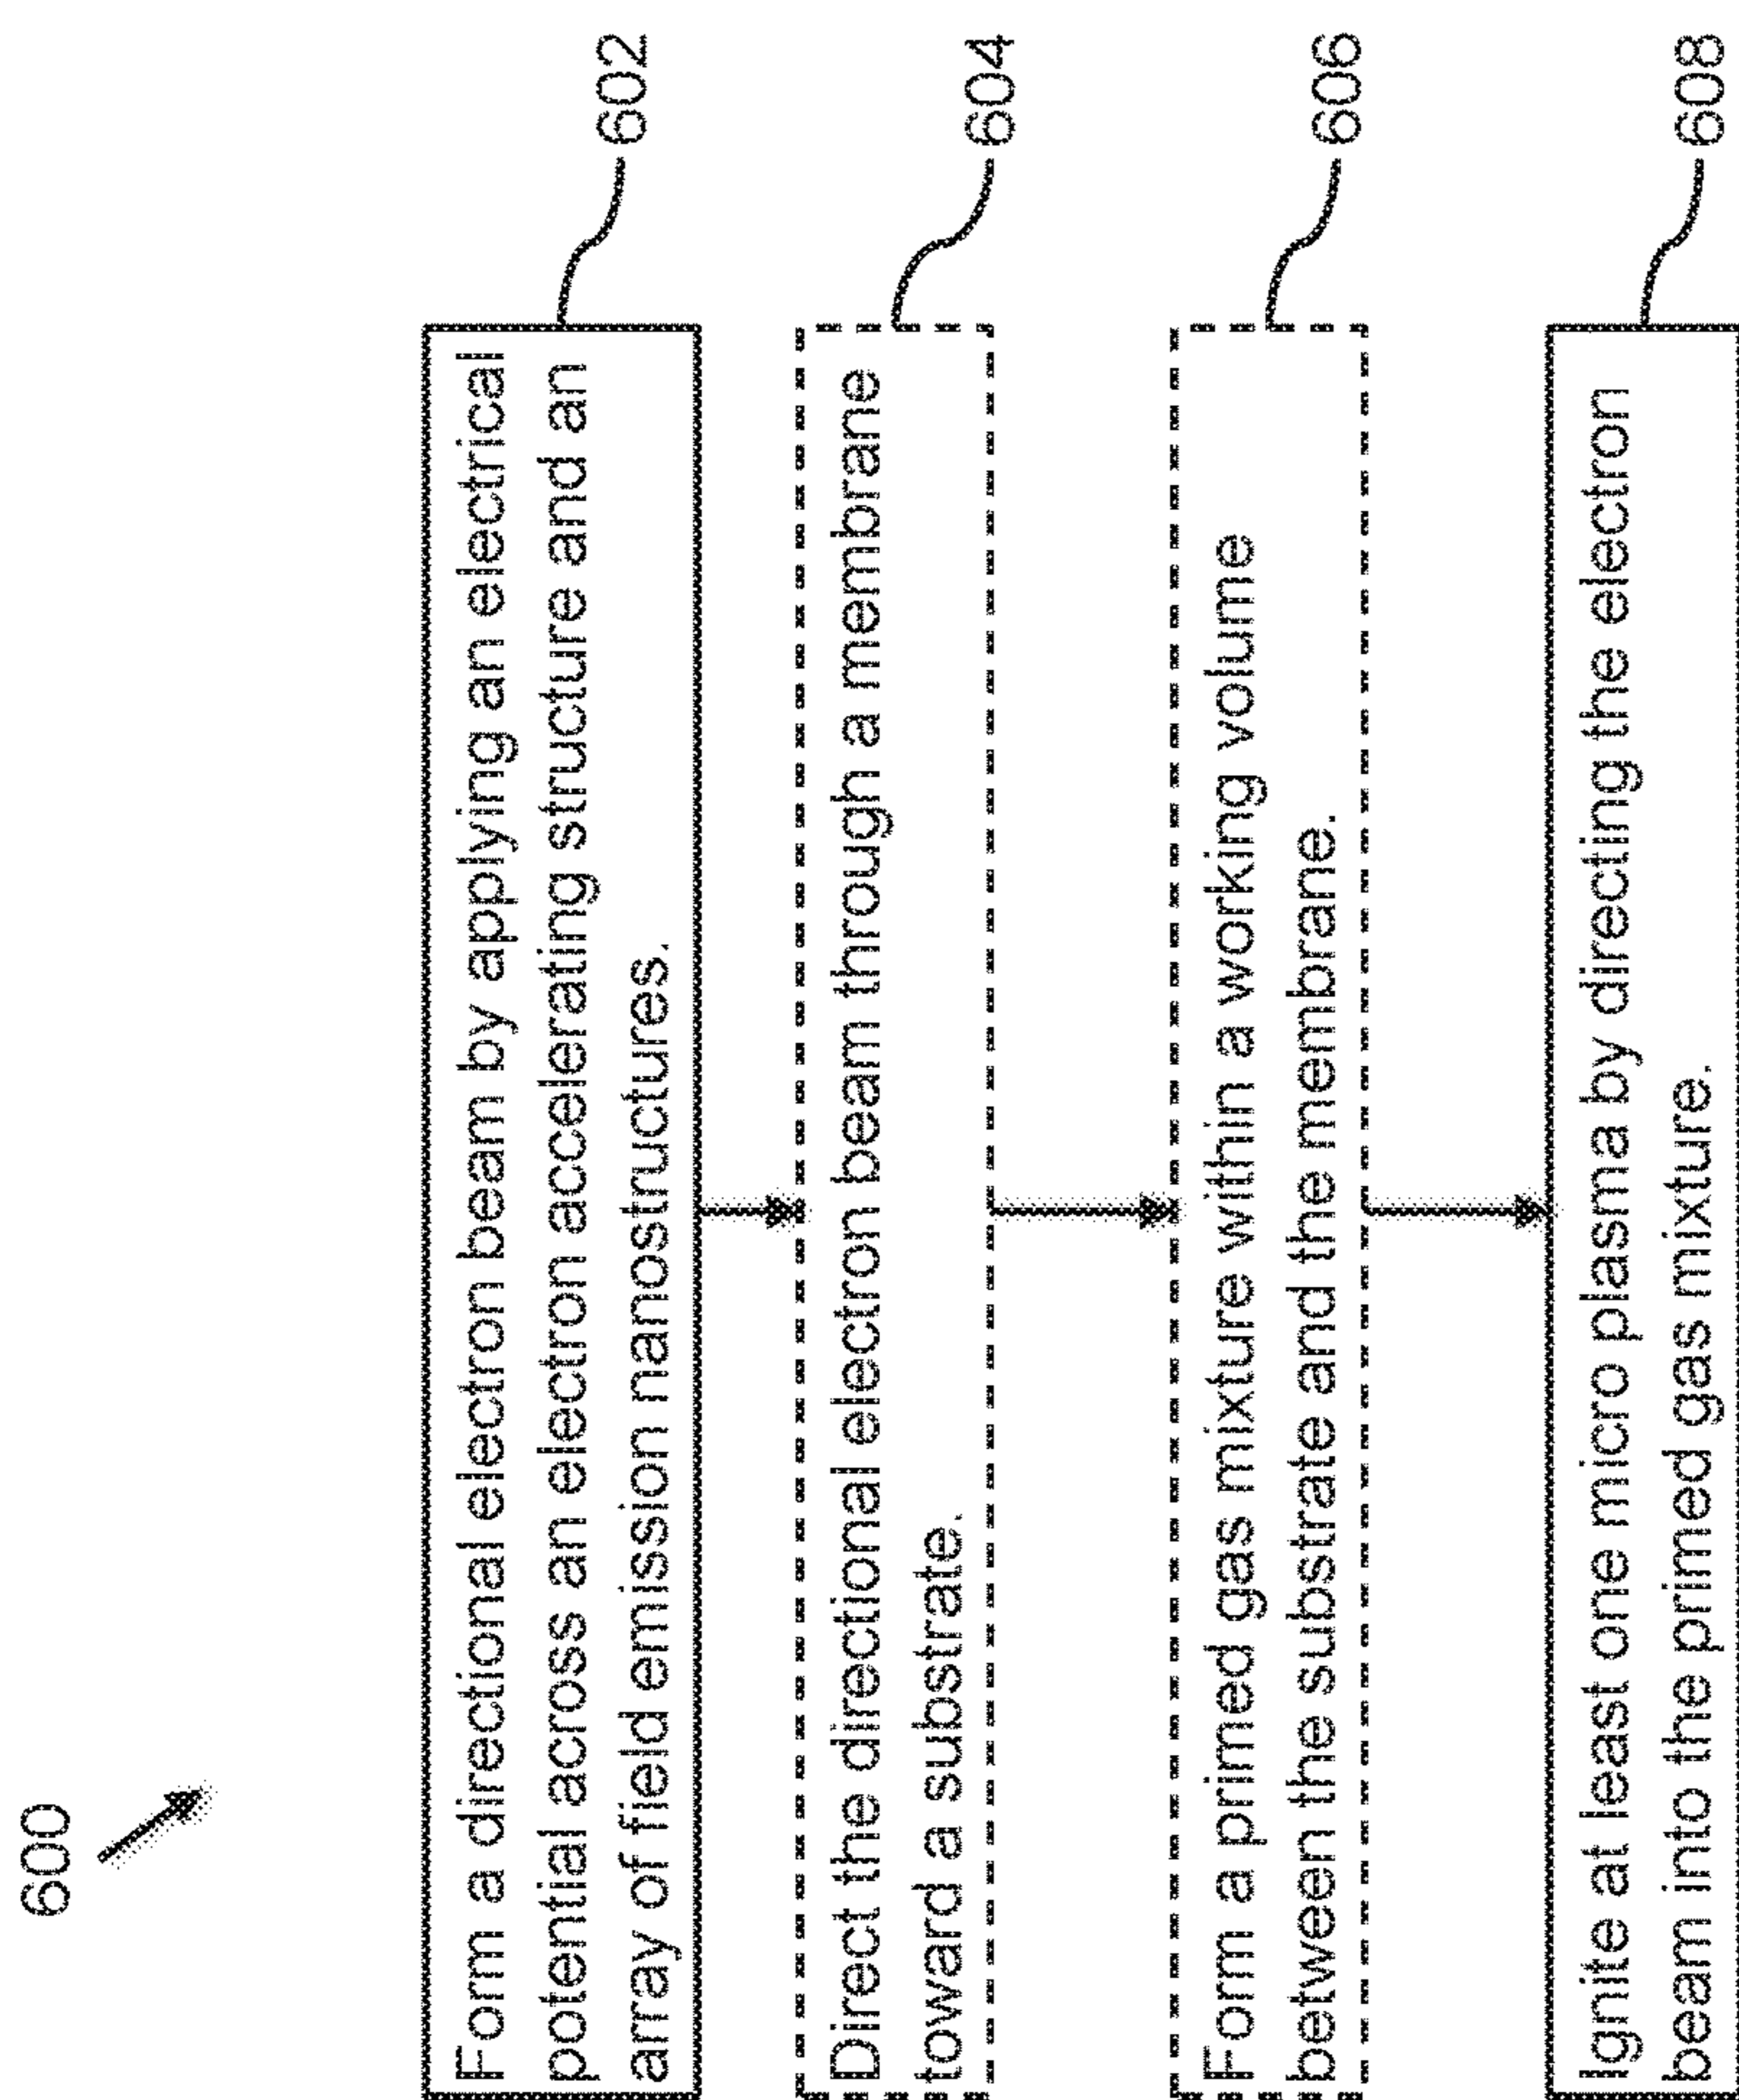 600
Form a directional electron beam by applying an electrical
potential across an electron accelerating structure and an
array of field emission nanostructures.
602
Direct the directional electron beam through a membrane
toward a substrate.
604
Form a primed gas mixture within a working volume
between the substrate and the membrane.
606
Ignite at least one micro plasma by directing the electron
beam into the primed gas mixture.
608